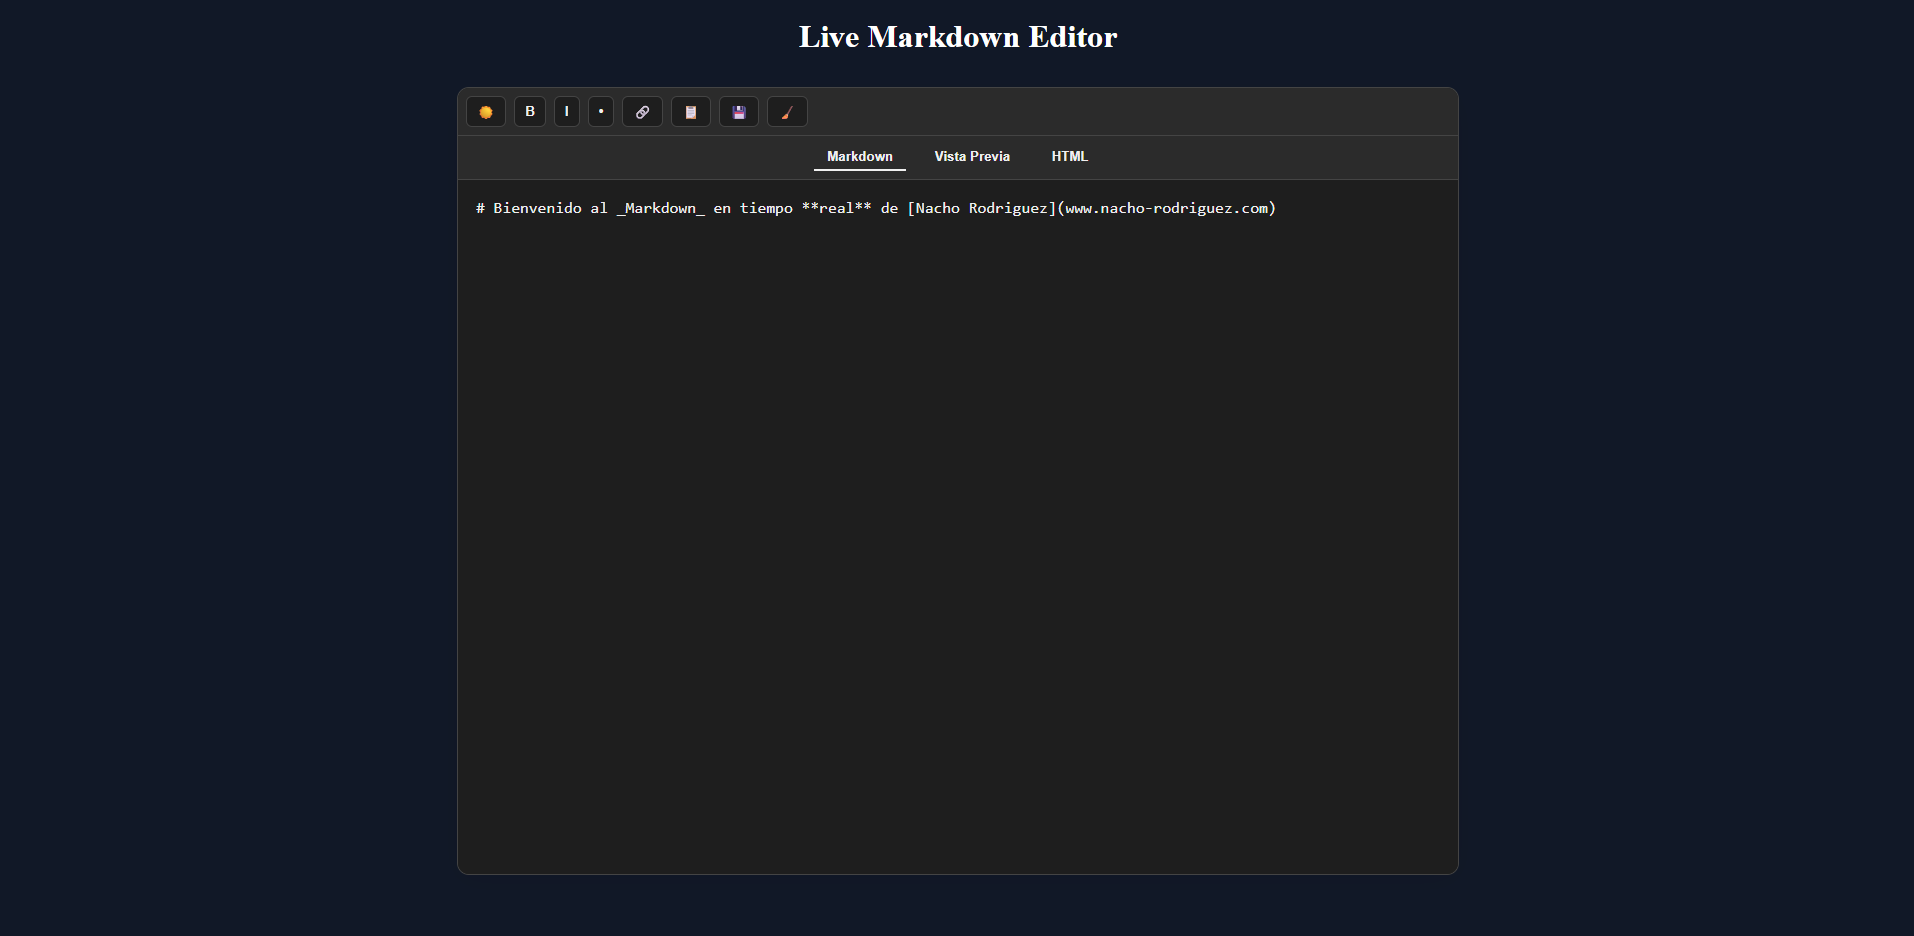 Live Markdown Editor
B I •
Markdown Vista Previa HTML
# Bienvenido al _Markdown_ en tiempo **real** de [Nacho Rodriguez](www.nacho-rodriguez.com)